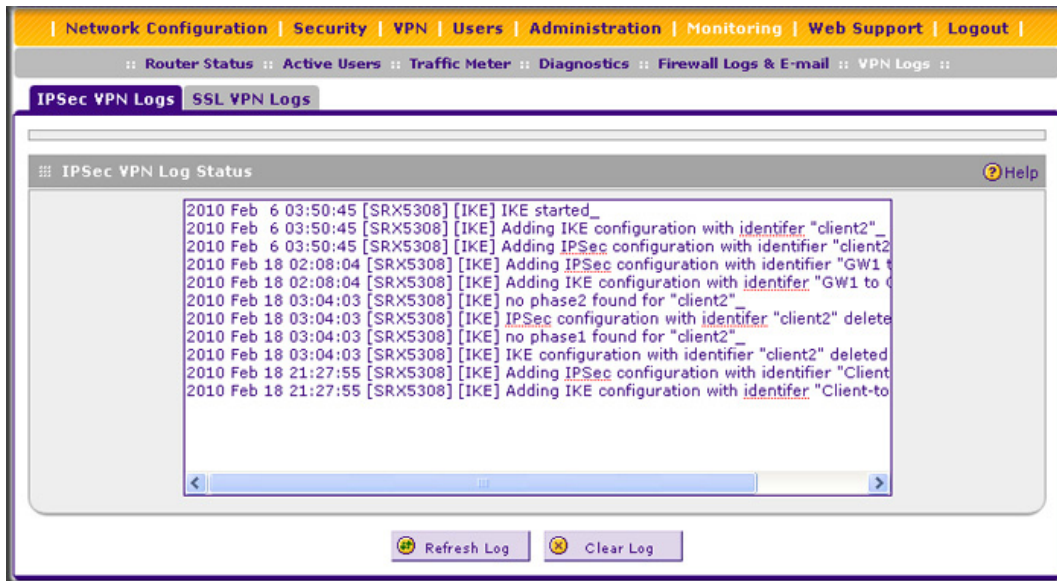 | Network Configuration | Security | VPN | Users | Administration | Monitoring | Web Support | Logout |
:: Router Status :: Active Users :: Traffic Meter :: Diagnostics :: Firewall Logs & E-mail :: VPN Logs ::
IPSec VPN Logs SSL VPN Logs
IPSec VPN Log Status ? Help
2010 Feb 6 03:50:45 [SRX5308] [IKE] IKE started_
2010 Feb 6 03:50:45 [SRX5308] [IKE] Adding IKE configuration with identifer "client2"_
2010 Feb 6 03:50:45 [SRX5308] [IKE] Adding IPSec configuration with identifier "client2
2010 Feb 18 02:08:04 [SRX5308] [IKE] Adding IPSec configuration with identifier "GW1 t
2010 Feb 18 02:08:04 [SRX5308] [IKE] Adding IKE configuration with identifer "GW1 to
2010 Feb 18 03:04:03 [SRX5308] [IKE] no phase2 found for "client2"_
2010 Feb 18 03:04:03 [SRX5308] [IKE] IPSec configuration with identifer "client2" delete
2010 Feb 18 03:04:03 [SRX5308] [IKE] no phase1 found for "client2"_
2010 Feb 18 03:04:03 [SRX5308] [IKE] IKE configuration with identifier "client2" deleted
2010 Feb 18 21:27:55 [SRX5308] [IKE] Adding IPSec configuration with identifier "Client
2010 Feb 18 21:27:55 [SRX5308] [IKE] Adding IKE configuration with identifer "Client-to
Refresh Log Clear Log